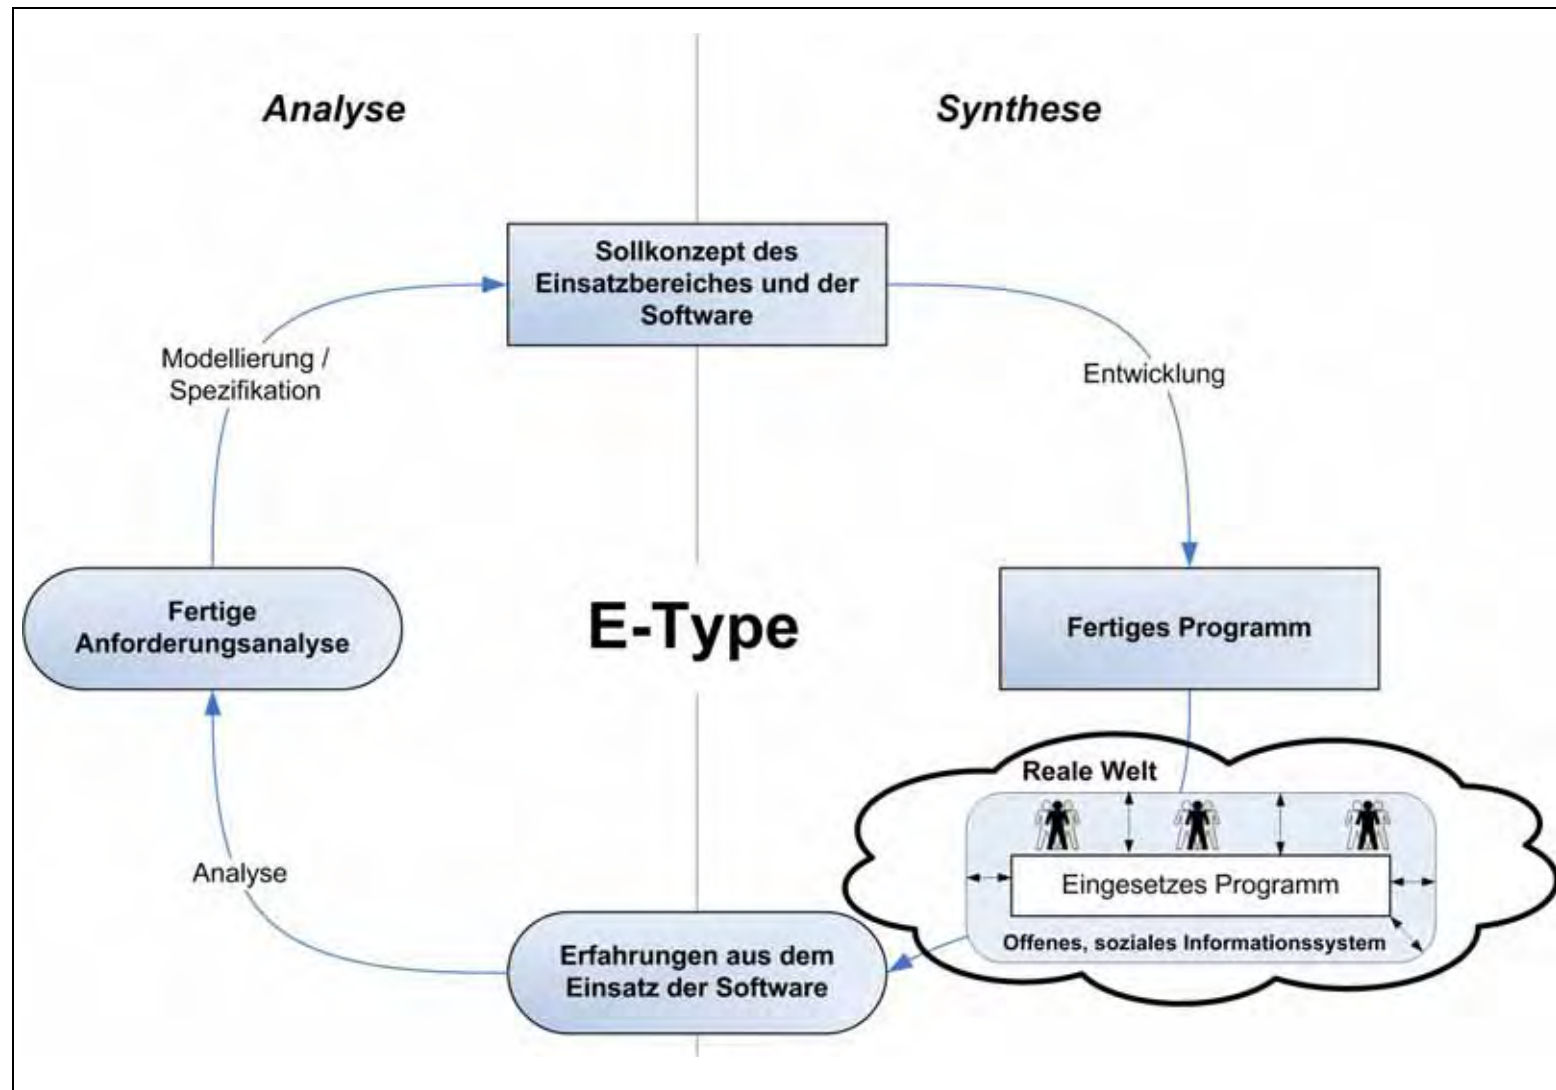 Analyse
Synthese
Sollkonzept des
Einsatzbereiches und der
Software
Modellierung /
Spezifikation
Entwicklung
Fertige
Anforderungsanalyse
E-Type
Fertiges Programm
Reale Welt
Analyse
Eingesetzes Programm
Offenes, soziales Informationssystem
Erfahrungen aus dem
Einsatz der Software